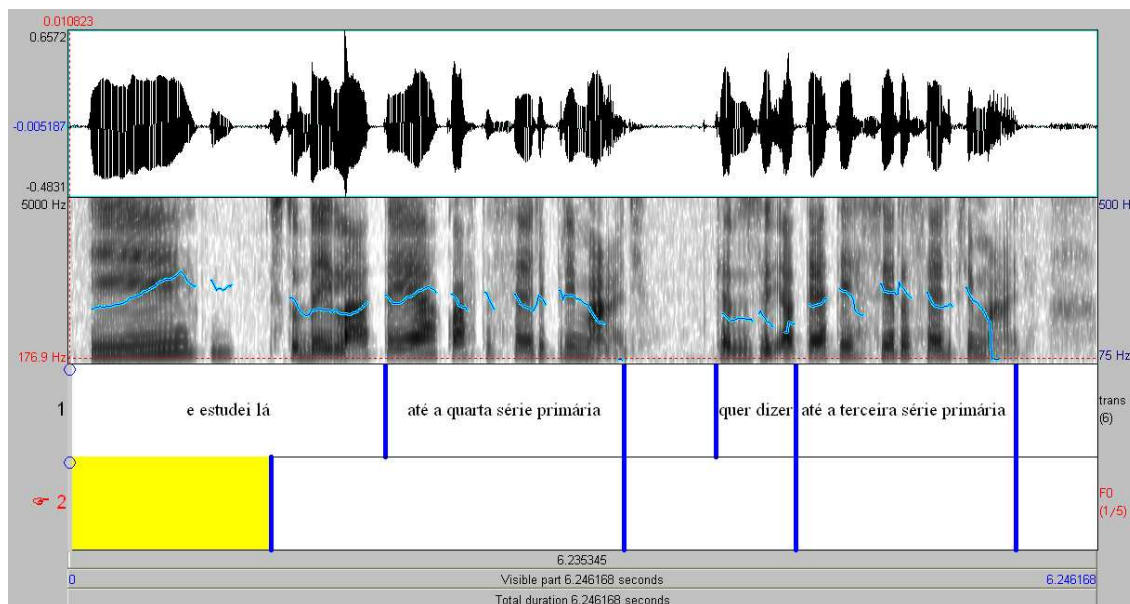 0.010823
0.6572
-0.005187
-0.4831
5000 Hz
500 H
176.9 Hz
75 Hz
1
e estudei lá
até a quarta série primária
quer dizer
até a terceira série primária
trans
(6)
2
F0
(1/5)
6.235345
0
Visible part 6.246168 seconds
6.246168
Total duration 6.246168 seconds